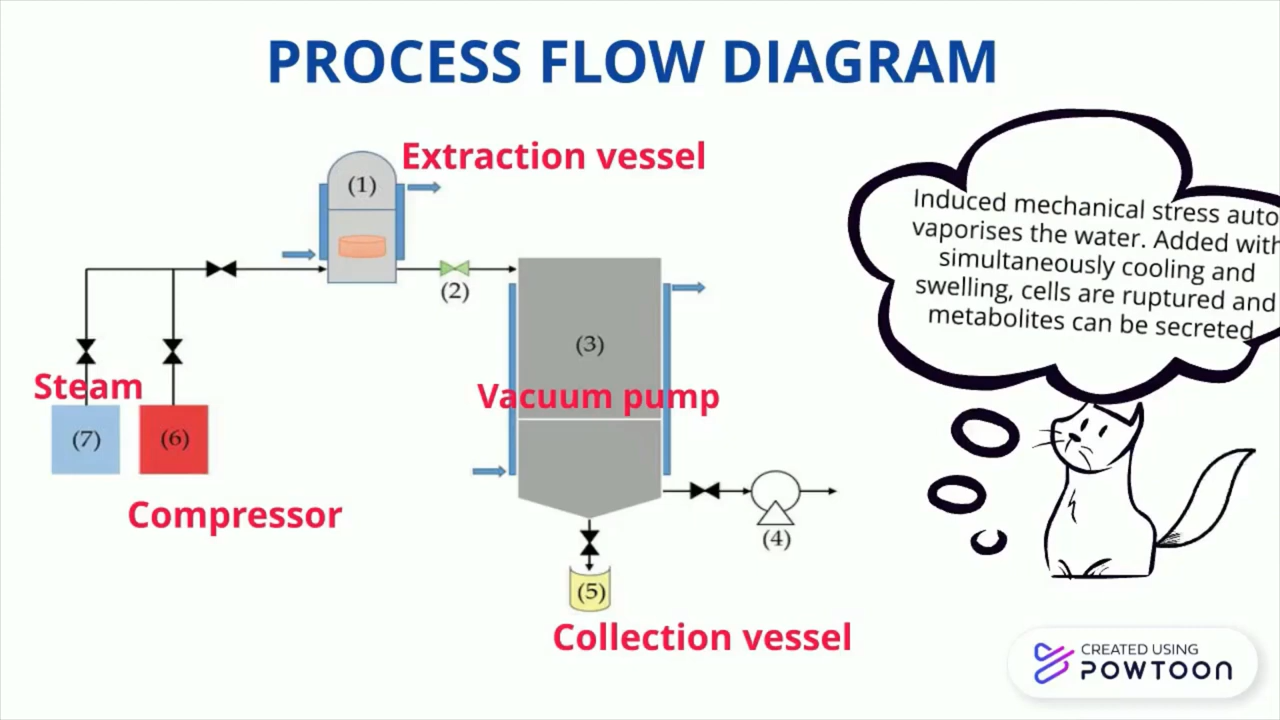 PROCESS FLOW DIAGRAM
Extraction vessel
(1)
(2)
(3)
Steam
Vacuum pump
(7)
(6)
Compressor
(4)
(5)
Collection vessel
Induced mechanical stress auto
vaporises the water. Added with
simultaneously cooling and
swelling, cells are ruptured and
metabolites can be secreted
CREATED USING
POWTOON